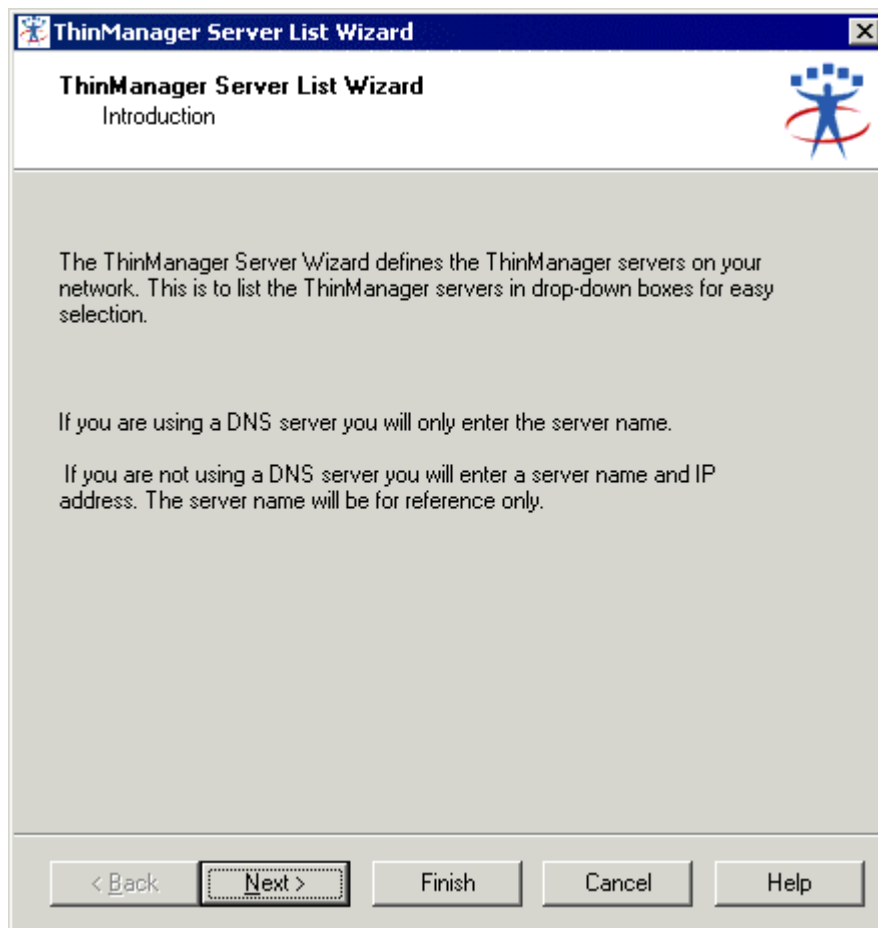 ThinManager Server List Wizard
ThinManager Server List Wizard
Introduction
The ThinManager Server Wizard defines the ThinManager servers on your
network. This is to list the ThinManager servers in drop-down boxes for easy
selection.
If you are using a DNS server you will only enter the server name.
If you are not using a DNS server you will enter a server name and IP
address. The server name will be for reference only.
< Back Next > Finish Cancel Help